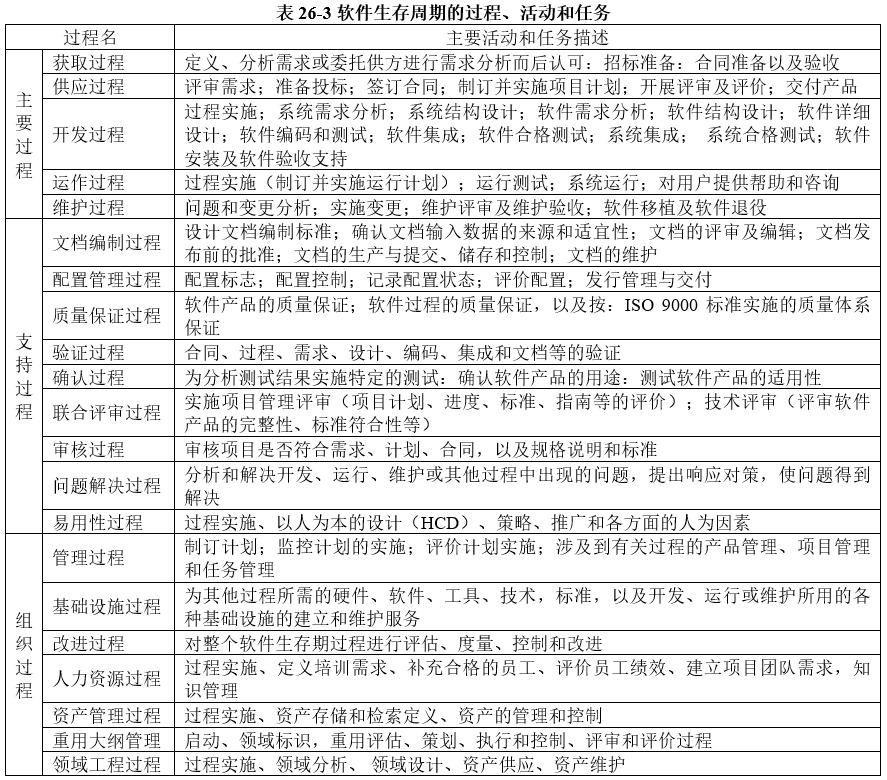 表 26-3 软件生存周期的过程、活动和任务
过程名 主要活动和任务描述
主要过程
获取过程 定义、分析需求或委托供方进行需求分析而后认可：招标准备：合同准备以及验收
供应过程 评审需求；准备投标；签订合同；制订并实施项目计划；开展评审及评价；交付产品
开发过程 过程实施；系统需求分析；系统结构设计；软件需求分析；软件结构设计；软件详细
设计；软件编码和测试；软件集成；软件合格测试；系统集成； 系统合格测试；软件
安装及软件验收支持
运作过程 过程实施（制订并实施运行计划）；运行测试；系统运行；对用户提供帮助和咨询
维护过程 问题和变更分析；实施变更；维护评审及维护验收；软件移植及软件退役
支持过程
文档编制过程 设计文档编制标准；确认文档输入数据的来源和适宜性；文档的评审及编辑；文档发
布前的批准；文档的生产与提交、储存和控制；文档的维护
配置管理过程 配置标志；配置控制；记录配置状态；评价配置；发行管理与交付
质量保证过程 软件产品的质量保证；软件过程的质量保证，以及按：ISO 9000 标准实施的质量体系
保证
验证过程 合同、过程、需求、设计、编码、集成和文档等的验证
确认过程 为分析测试结果实施特定的测试：确认软件产品的用途：测试软件产品的适用性
联合评审过程 实施项目管理评审（项目计划、进度、标准、指南等的评价）；技术评审（评审软件
产品的完整性、标准符合性等）
审核过程 审核项目是否符合需求、计划、合同，以及规格说明和标准
问题解决过程 分析和解决开发、运行、维护或其他过程中出现的问题，提出响应对策，使问题得到
解决
易用性过程 过程实施、以人为本的设计（HCD）、策略、推广和各方面的人为因素
组织过程
管理过程 制订计划；监控计划的实施；评价计划实施；涉及到有关过程的产品管理、项目管理
和任务管理
基础设施过程 为其他过程所需的硬件、软件、工具、技术，标准，以及开发、运行或维护所用的各
种基础设施的建立和维护服务
改进过程 对整个软件生存期过程进行评估、度量、控制和改进
人力资源过程 过程实施、定义培训需求、补充合格的员工、评价员工绩效、建立项目团队需求，知
识管理
资产管理过程 过程实施、资产存储和检索定义、资产的管理和控制
重用大纲管理 启动、领域标识，重用评估、策划、执行和控制、评审和评价过程
领域工程过程 过程实施、领域分析、 领域设计、资产供应、资产维护